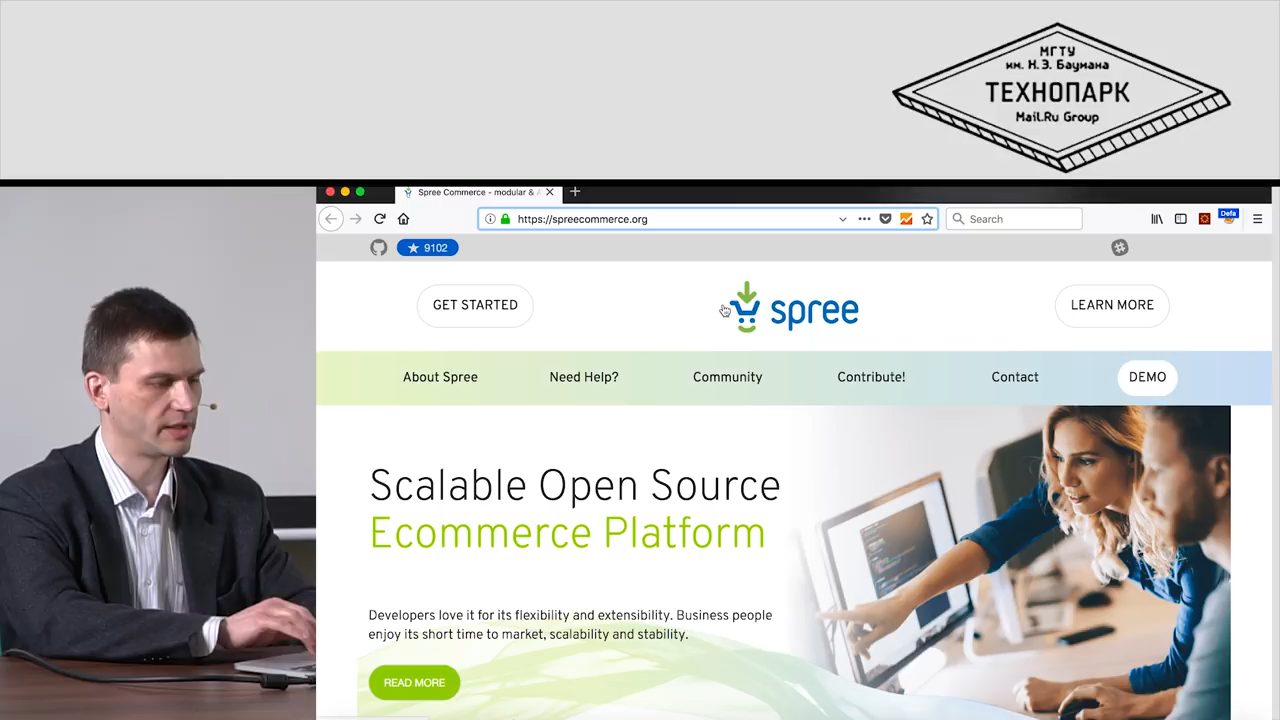 МГТУ
им. Н.Э. Баумана
ТЕХНОПАРК
Mail.Ru Group
Spree Commerce - modular &
https://spreecommerce.org
Search
Defa
9102
GET STARTED
spree
LEARN MORE
About Spree
Need Help?
Community
Contribute!
Contact
DEMO
Scalable Open Source
Ecommerce Platform
Developers love it for its flexibility and extensibility. Business people
enjoy its short time to market, scalability and stability.
READ MORE